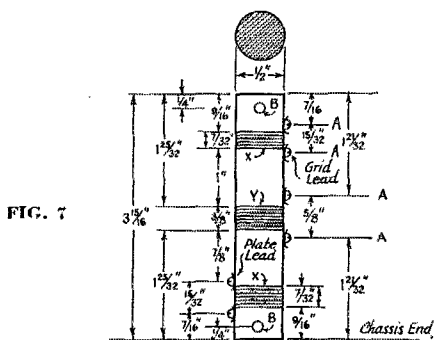 ½"
¼"
9/16"
B
7/16
A
7/32"
15/32"
1 25/32"
1 21/32"
X
A
Grid
Lead
1"
FIG. 7
3 15/16"
Y
A
3/8"
5/8"
Plate
Lead
7/8"
A
1 25/32"
X
15/32"
7/32"
1 21/32"
7/16"
B
9/16"
¼"
Chassis End